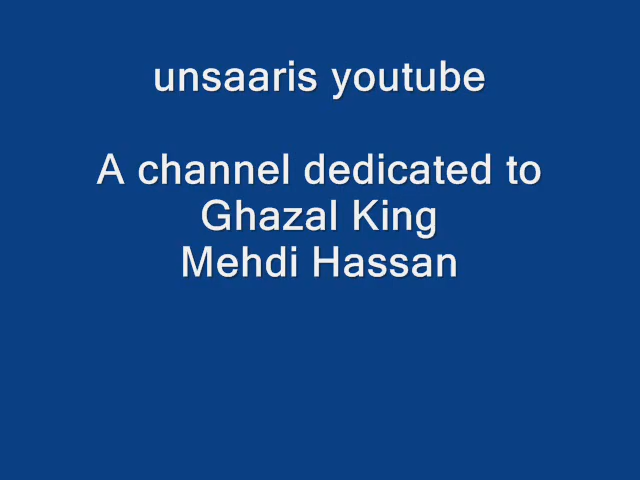 unsaaris youtube
A channel dedicated to
Ghazal King
Mehdi Hassan